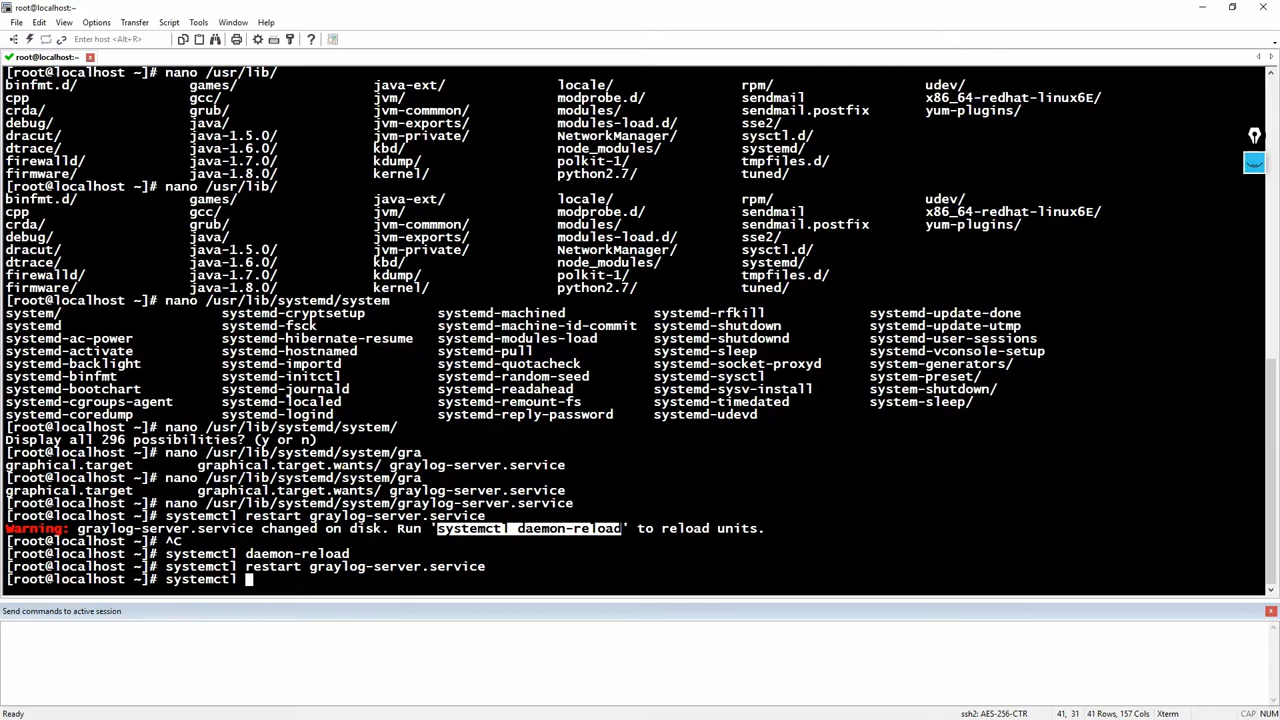 root@localhost:~
File Edit View Options Transfer Script Tools Window Help
Enter host <Alt+R>
root@localhost:~
[root@localhost ~]# nano /usr/lib/
binfmt.d/ games/ java-ext/ locale/ rpm/ udev/
cpp gcc/ jvm/ modprobe.d/ sendmail x86_64-redhat-linux6E/
crda/ grub/ jvm-commmon/ modules/ sendmail.postfix yum-plugins/
debug/ java/ jvm-exports/ modules-load.d/ sse2/
dracut/ java-1.5.0/ jvm-private/ NetworkManager/ sysctl.d/
dtrace/ java-1.6.0/ kbd/ node_modules/ systemd/
firewalld/ java-1.7.0/ kdump/ polkit-1/ tmpfiles.d/
firmware/ java-1.8.0/ kernel/ python2.7/ tuned/
[root@localhost ~]# nano /usr/lib/
binfmt.d/ games/ java-ext/ locale/ rpm/ udev/
cpp gcc/ jvm/ modprobe.d/ sendmail x86_64-redhat-linux6E/
crda/ grub/ jvm-commmon/ modules/ sendmail.postfix yum-plugins/
debug/ java/ jvm-exports/ modules-load.d/ sse2/
dracut/ java-1.5.0/ jvm-private/ NetworkManager/ sysctl.d/
dtrace/ java-1.6.0/ kbd/ node_modules/ systemd/
firewalld/ java-1.7.0/ kdump/ polkit-1/ tmpfiles.d/
firmware/ java-1.8.0/ kernel/ python2.7/ tuned/
[root@localhost ~]# nano /usr/lib/systemd/system
system/ systemd-cryptsetup systemd-machined systemd-rfkill systemd-update-done
systemd systemd-fsck systemd-machine-id-commit systemd-shutdown systemd-update-utmp
systemd-ac-power systemd-hibernate-resume systemd-modules-load systemd-shutdownd systemd-user-sessions
systemd-activate systemd-hostnamed systemd-pull systemd-sleep systemd-vconsole-setup
systemd-backlight systemd-importd systemd-quotacheck systemd-socket-proxyd system-generators/
systemd-binfmt systemd-initctl systemd-random-seed systemd-sysctl system-preset/
systemd-bootchart systemd-journald systemd-readahead systemd-sysv-install system-shutdown/
systemd-cgroups-agent systemd-localed systemd-remount-fs systemd-timedated system-sleep/
systemd-coredump systemd-logind systemd-reply-password systemd-udevd
[root@localhost ~]# nano /usr/lib/systemd/system/
Display all 296 possibilities? (y or n)
[root@localhost ~]# nano /usr/lib/systemd/system/gra
graphical.target graphical.target.wants/ graylog-server.service
[root@localhost ~]# nano /usr/lib/systemd/system/gra
graphical.target graphical.target.wants/ graylog-server.service
[root@localhost ~]# nano /usr/lib/systemd/system/graylog-server.service
[root@localhost ~]# systemctl restart graylog-server.service
Warning: graylog-server.service changed on disk. Run 'systemctl daemon-reload' to reload units.
[root@localhost ~]# ^C
[root@localhost ~]# systemctl daemon-reload
[root@localhost ~]# systemctl restart graylog-server.service
[root@localhost ~]# systemctl
Send commands to active session
Ready ssh2: AES-256-CTR 41, 31 41 Rows, 157 Cols Xterm CAP NUM